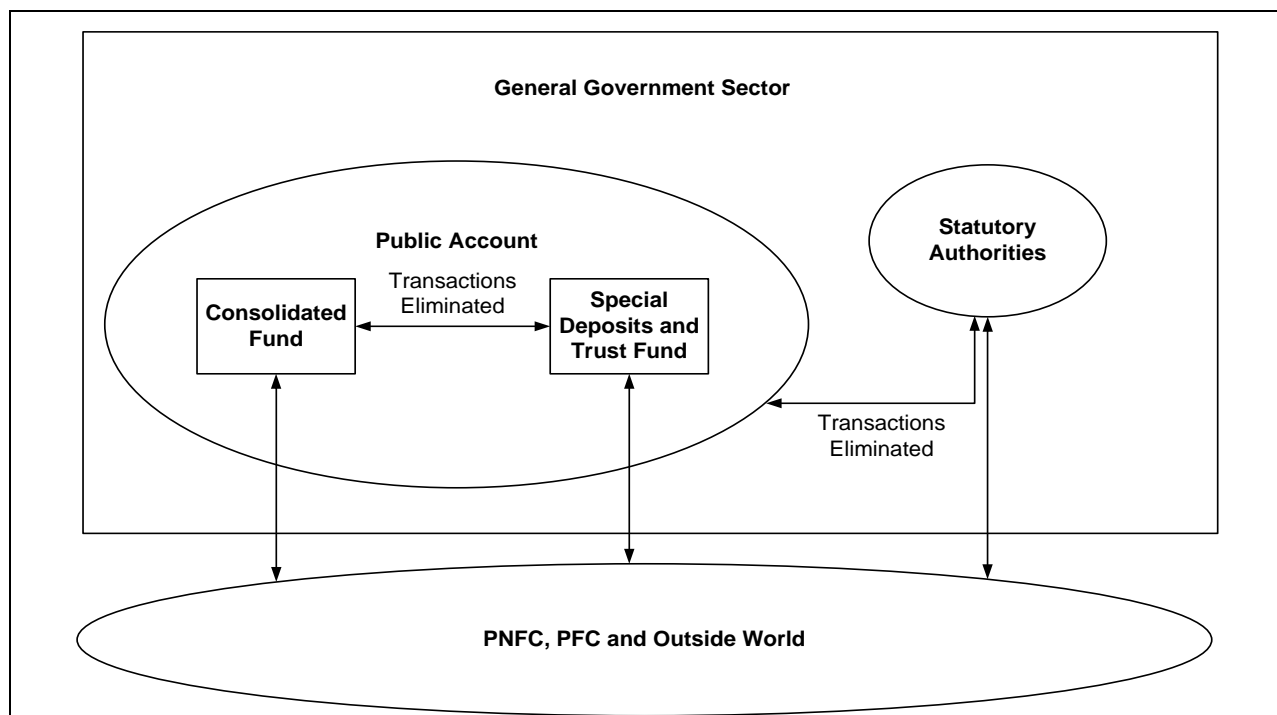 General Government Sector
Public Account
Statutory
Authorities
Transactions
Eliminated
Consolidated
Fund
Special
Deposits and
Trust Fund
Transactions
Eliminated
PNFC, PFC and Outside World